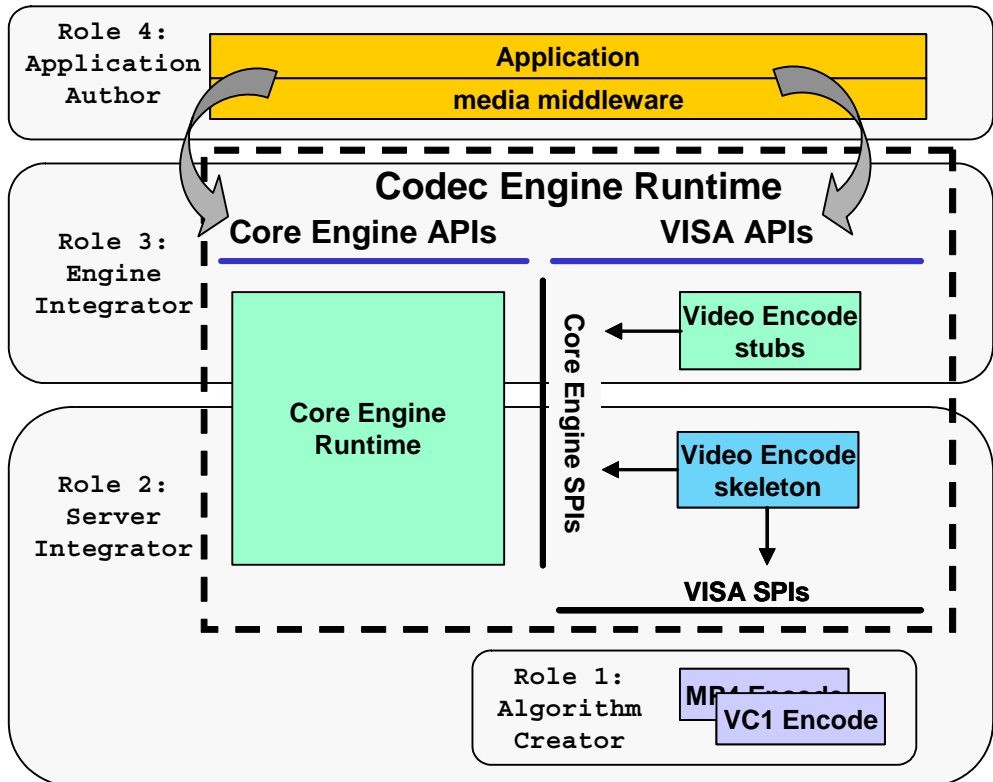 Role 4:
Application
Author
Application
media middleware
Codec Engine Runtime
Core Engine APIs
VISA APIs
Role 3:
Engine
Integrator
Video Encode
stubs
Core Engine SPIs
Core Engine
Runtime
Video Encode
skeleton
Role 2:
Server
Integrator
VISA SPIs
Role 1:
Algorithm
Creator
MP4 Encode
VC1 Encode